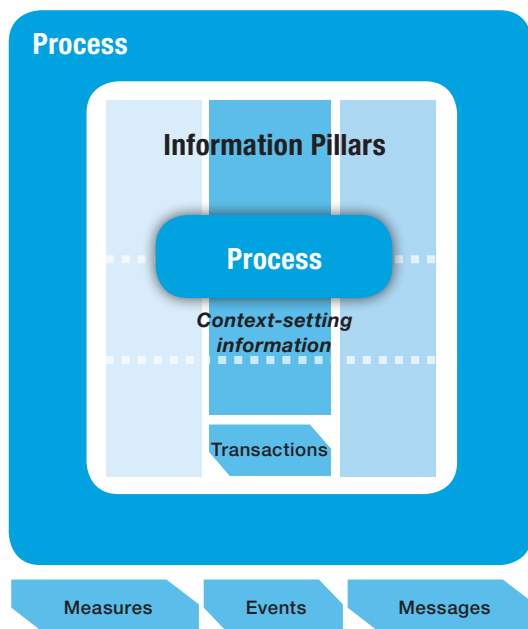 Process
Information Pillars
Process
Context-setting
information
Transactions
Measures
Events
Messages